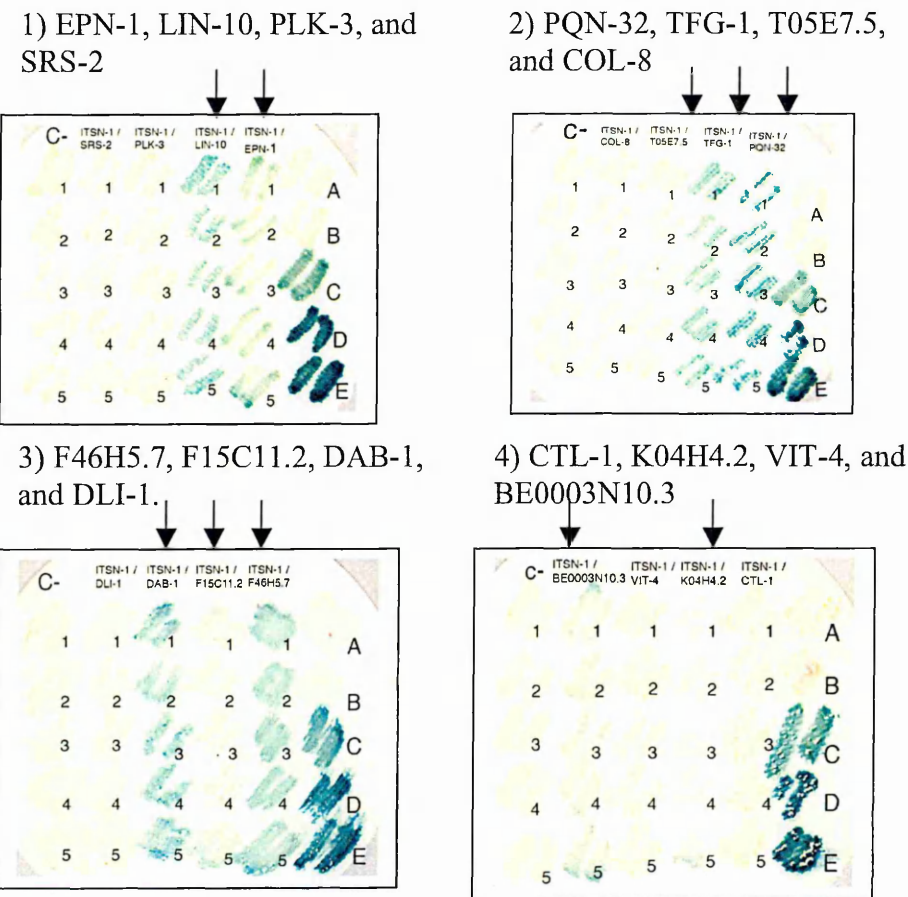 1) EPN-1, LIN-10, PLK-3, and
SRS-2
C- ITSN-1 / ITSN-1 / ITSN-1 / ITSN-1 /
SRS-2 PLK-3 LIN-10 EPN-1
1 1 1 1 1 A
2 2 2 2 2 B
3 3 3 3 3 C
4 4 4 4 4 D
5 5 5 5 5 E
2) PQN-32, TFG-1, T05E7.5,
and COL-8
C- ITSN-1 / ITSN-1 / ITSN-1 / ITSN-1 /
COL-8 T05E7.5 TFG-1 PQN-32
1 1 1 1 1 A
2 2 2 2 2 B
3 3 3 3 3 C
4 4 4 4 4 D
5 5 5 5 5 E
3) F46H5.7, F15C11.2, DAB-1,
and DLI-1.
C- ITSN-1 / ITSN-1 / ITSN-1 / ITSN-1 /
DLI-1 DAB-1 F15C11.2 F46H5.7
1 1 1 1 1 A
2 2 2 2 2 B
3 3 3 3 3 C
4 4 4 4 4 D
5 5 5 5 5 E
4) CTL-1, K04H4.2, VIT-4, and
BE0003N10.3
C- ITSN-1 / ITSN-1 / ITSN-1 / ITSN-1 /
BE0003N10.3 VIT-4 K04H4.2 CTL-1
1 1 1 1 1 A
2 2 2 2 2 B
3 3 3 3 3 C
4 4 4 4 4 D
5 5 5 5 5 E